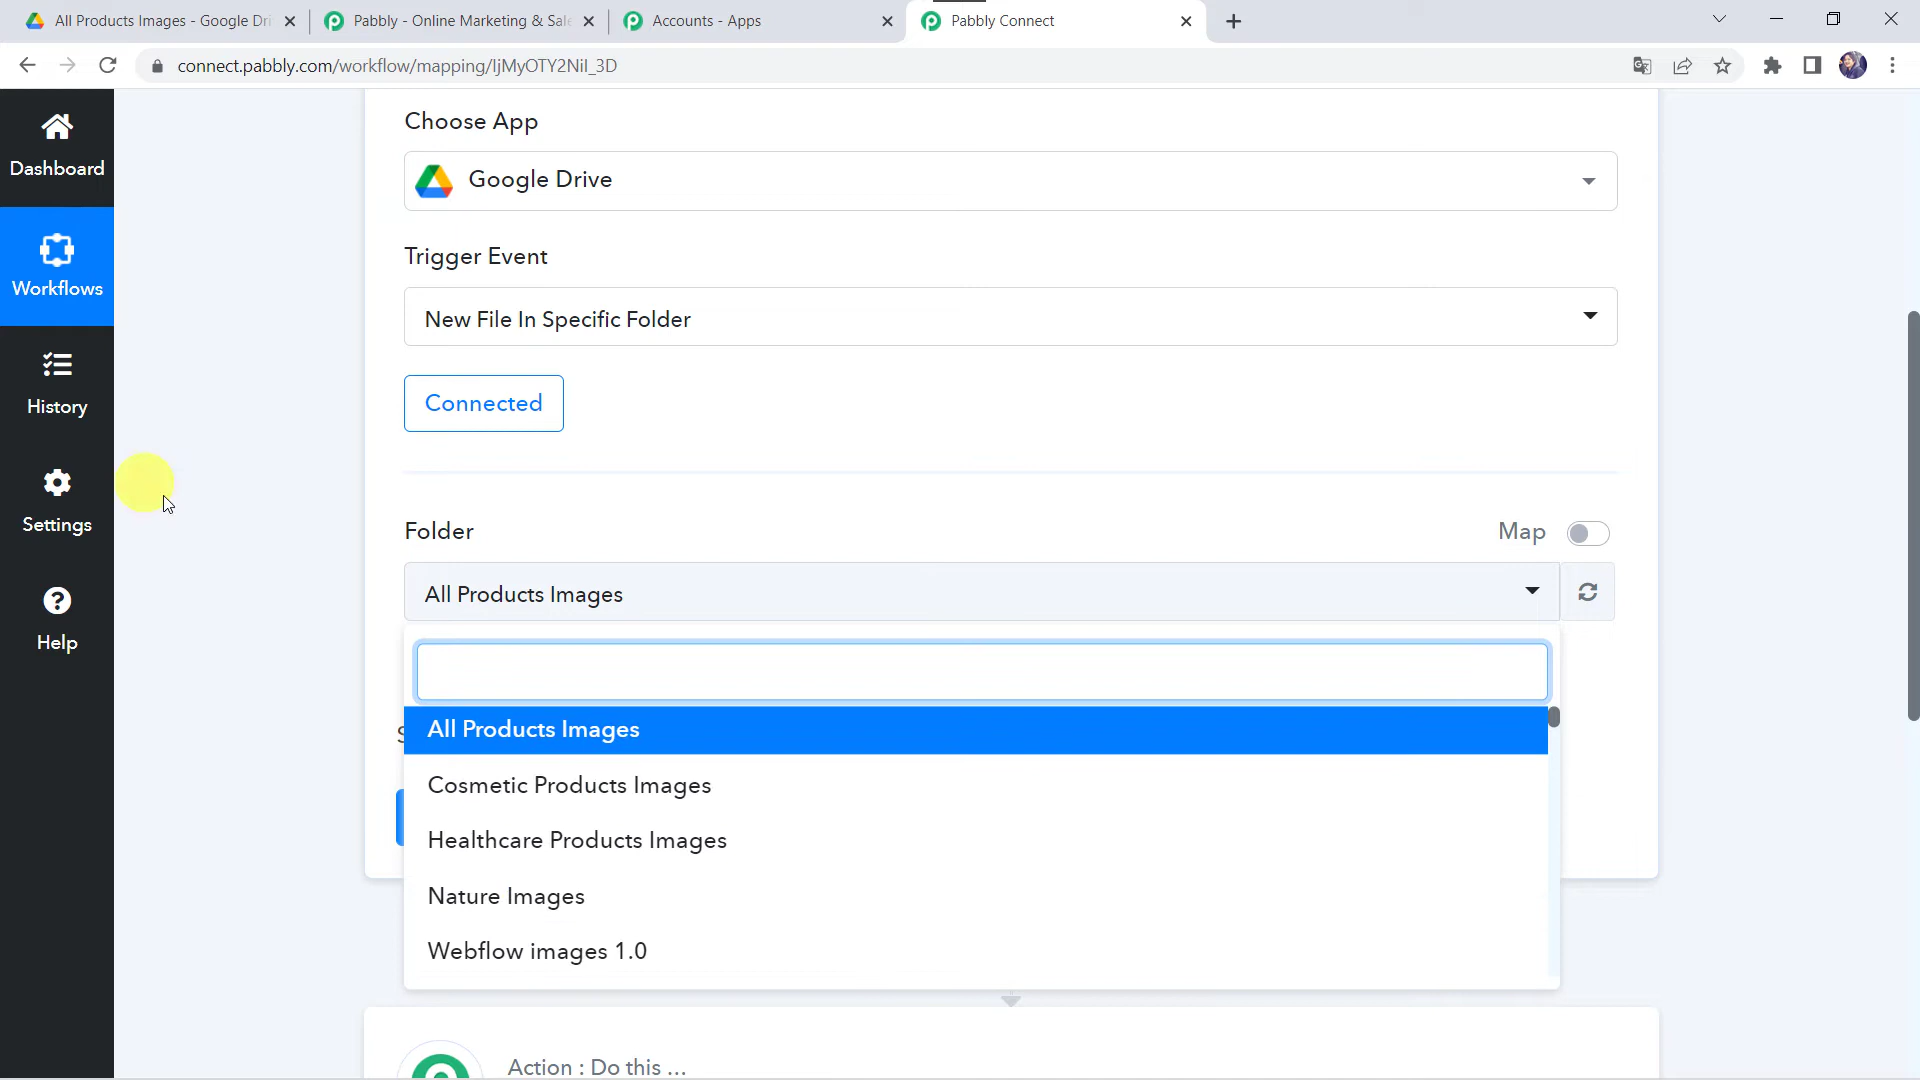 All Products Images - Google Dri
Pabbly - Online Marketing & Sale
Accounts - Apps
Pabbly Connect
connect.pabbly.com/workflow/mapping/IjMyOTY2NiI_3D
Choose App
Dashboard
Google Drive
Trigger Event
Workflows
New File In Specific Folder
History
Connected
Settings
Folder
Map
All Products Images
Help
All Products Images
Cosmetic Products Images
Healthcare Products Images
Nature Images
Webflow images 1.0
Action : Do this ...